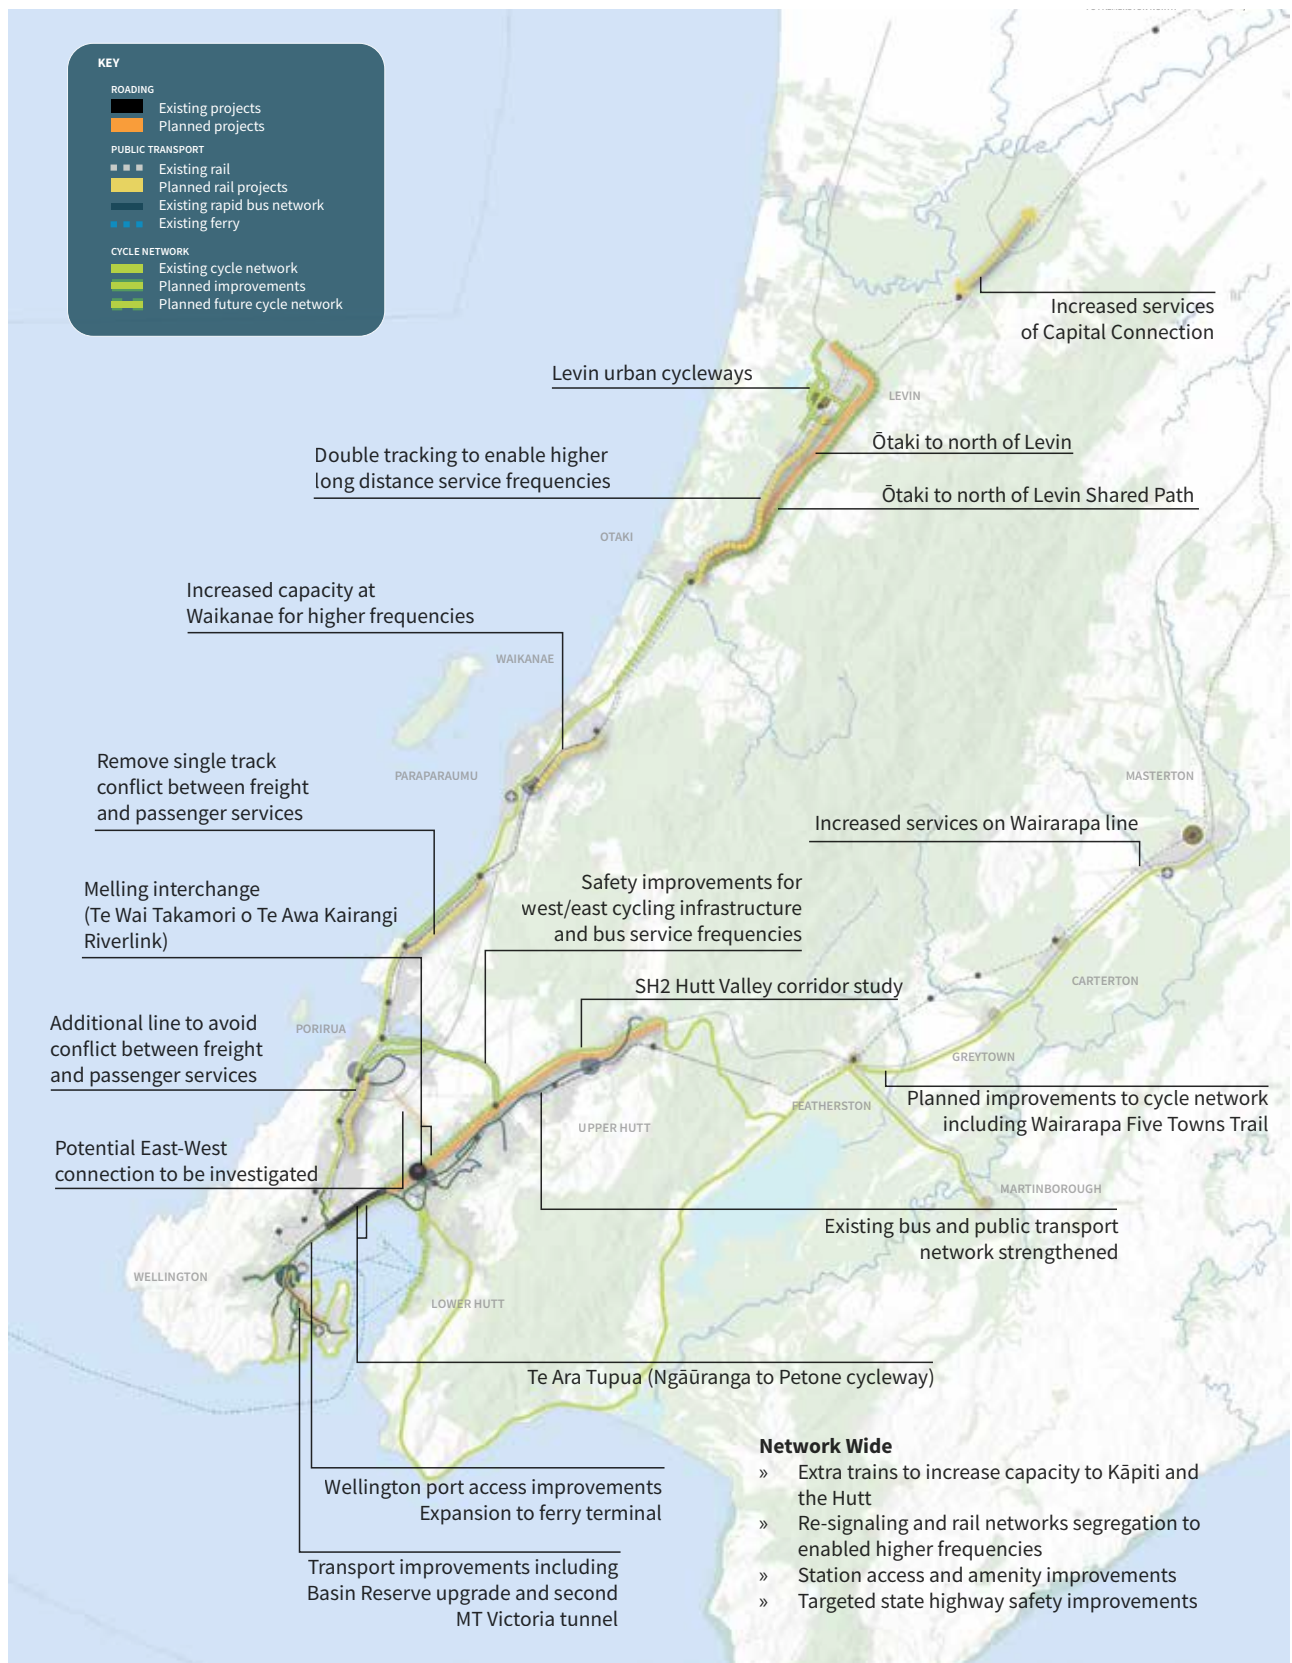 KEY
ROADING
Existing projects
Planned projects
PUBLIC TRANSPORT
Existing rail
Planned rail projects
Existing rapid bus network
Existing ferry
CYCLE NETWORK
Existing cycle network
Planned improvements
Planned future cycle network
Increased services
of Capital Connection
Levin urban cycleways
LEVIN
Ōtaki to north of Levin
Double tracking to enable higher
long distance service frequencies
Ōtaki to north of Levin Shared Path
OTAKI
Increased capacity at
Waikanae for higher frequencies
WAIKANAE
Remove single track
conflict between freight
and passenger services
PARAPARAUMU
MASTERTON
Increased services on Wairarapa line
Melling interchange
(Te Wai Takamori o Te Awa Kairangi
Riverlink)
Safety improvements for
west/east cycling infrastructure
and bus service frequencies
SH2 Hutt Valley corridor study
CARTERTON
Additional line to avoid
conflict between freight
and passenger services
PORIRUA
GREYTOWN
Planned improvements to cycle network
including Wairarapa Five Towns Trail
FEATHERSTON
UPPER HUTT
Potential East-West
connection to be investigated
MARTINBOROUGH
Existing bus and public transport
network strengthened
WELLINGTON
LOWER HUTT
Te Ara Tupua (Ngāūranga to Petone cycleway)
Wellington port access improvements
Expansion to ferry terminal
Transport improvements including
Basin Reserve upgrade and second
MT Victoria tunnel
Network Wide
» Extra trains to increase capacity to Kāpiti and
the Hutt
» Re-signaling and rail networks segregation to
enabled higher frequencies
» Station access and amenity improvements
» Targeted state highway safety improvements